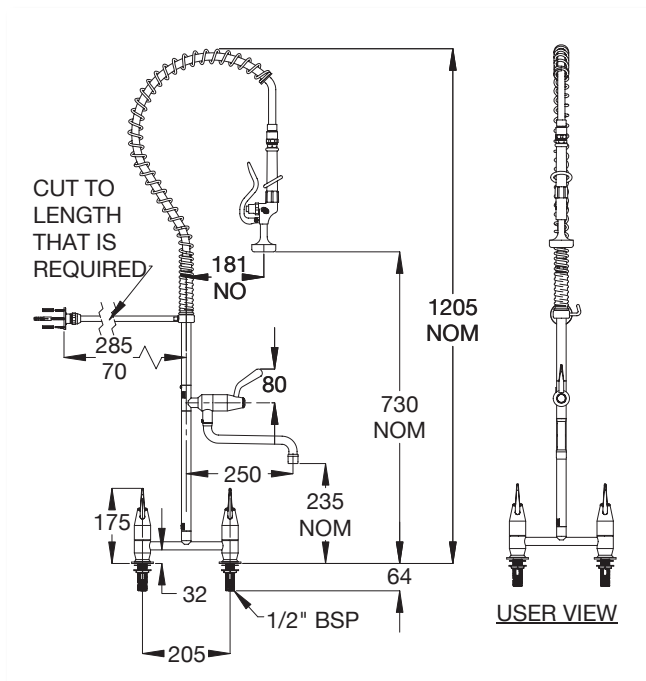 CUT TO
LENGTH
THAT IS
REQUIRED
181
NO
1205
NOM
285
70
80
730
NOM
250
235
NOM
175
64
32
1/2" BSP
USER VIEW
205